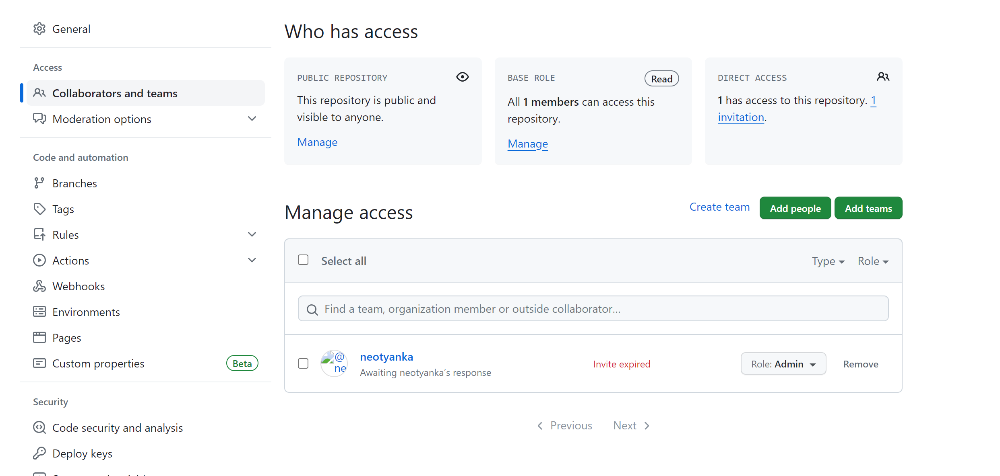 General
Access
Collaborators and teams
Moderation options
Code and automation
Branches
Tags
Rules
Actions
Webhooks
Environments
Pages
Custom properties Beta
Security
Code security and analysis
Deploy keys
Who has access
PUBLIC REPOSITORY
This repository is public and
visible to anyone.
Manage
BASE ROLE Read
All 1 members can access this
repository.
Manage
DIRECT ACCESS
1 has access to this repository. 1
invitation.
Manage access
Create team Add people Add teams
Select all Type Role
Find a team, organization member or outside collaborator...
@
ne
neotyanka
Awaiting neotyanka’s response
Invite expired
Role: Admin
Remove
Previous Next